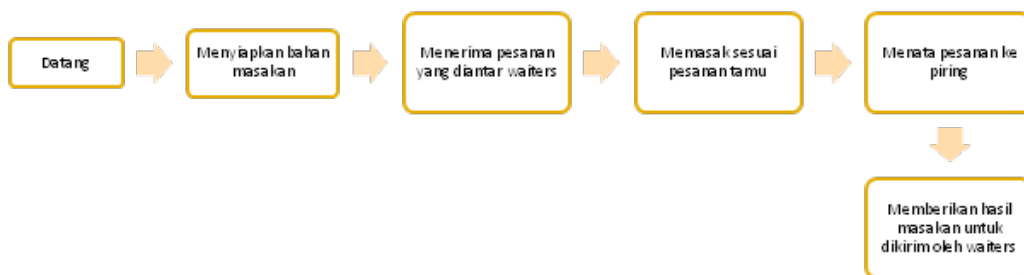 Datang
Menyiapkan bahan
masakan
Menerima pesanan
yang diantar waiters
Memasak sesuai
pesanan tamu
Menata pesanan ke
piring
Memberikan hasil
masakan untuk
dikirim oleh waiters